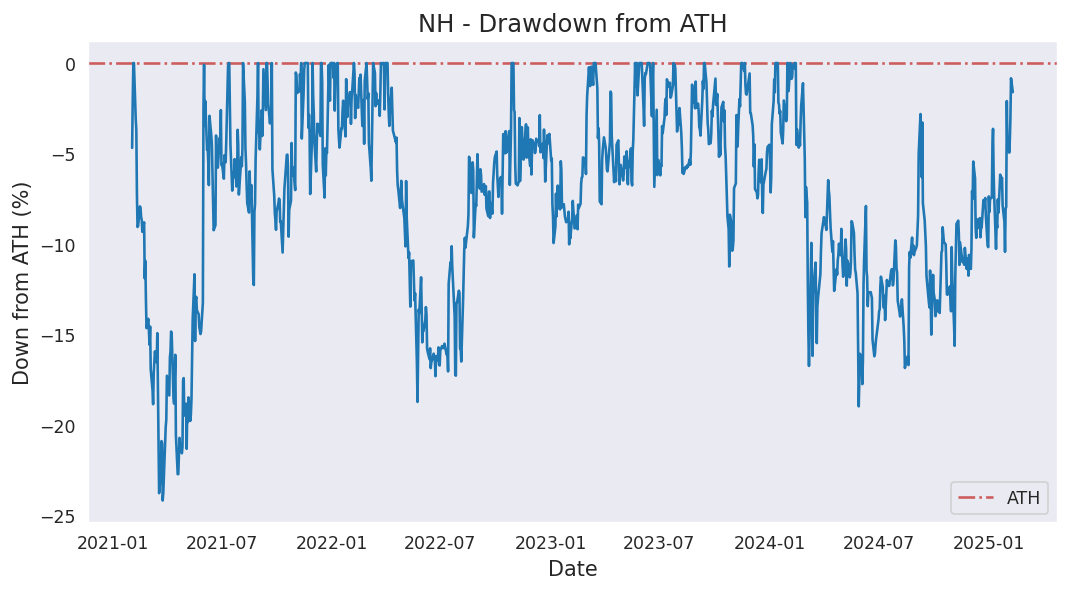 NH - Drawdown from ATH
Down from ATH (%)
0
−5
−10
−15
−20
−25
ATH
2021-01 2021-07 2022-01 2022-07 2023-01 2023-07 2024-01 2024-07 2025-01
Date